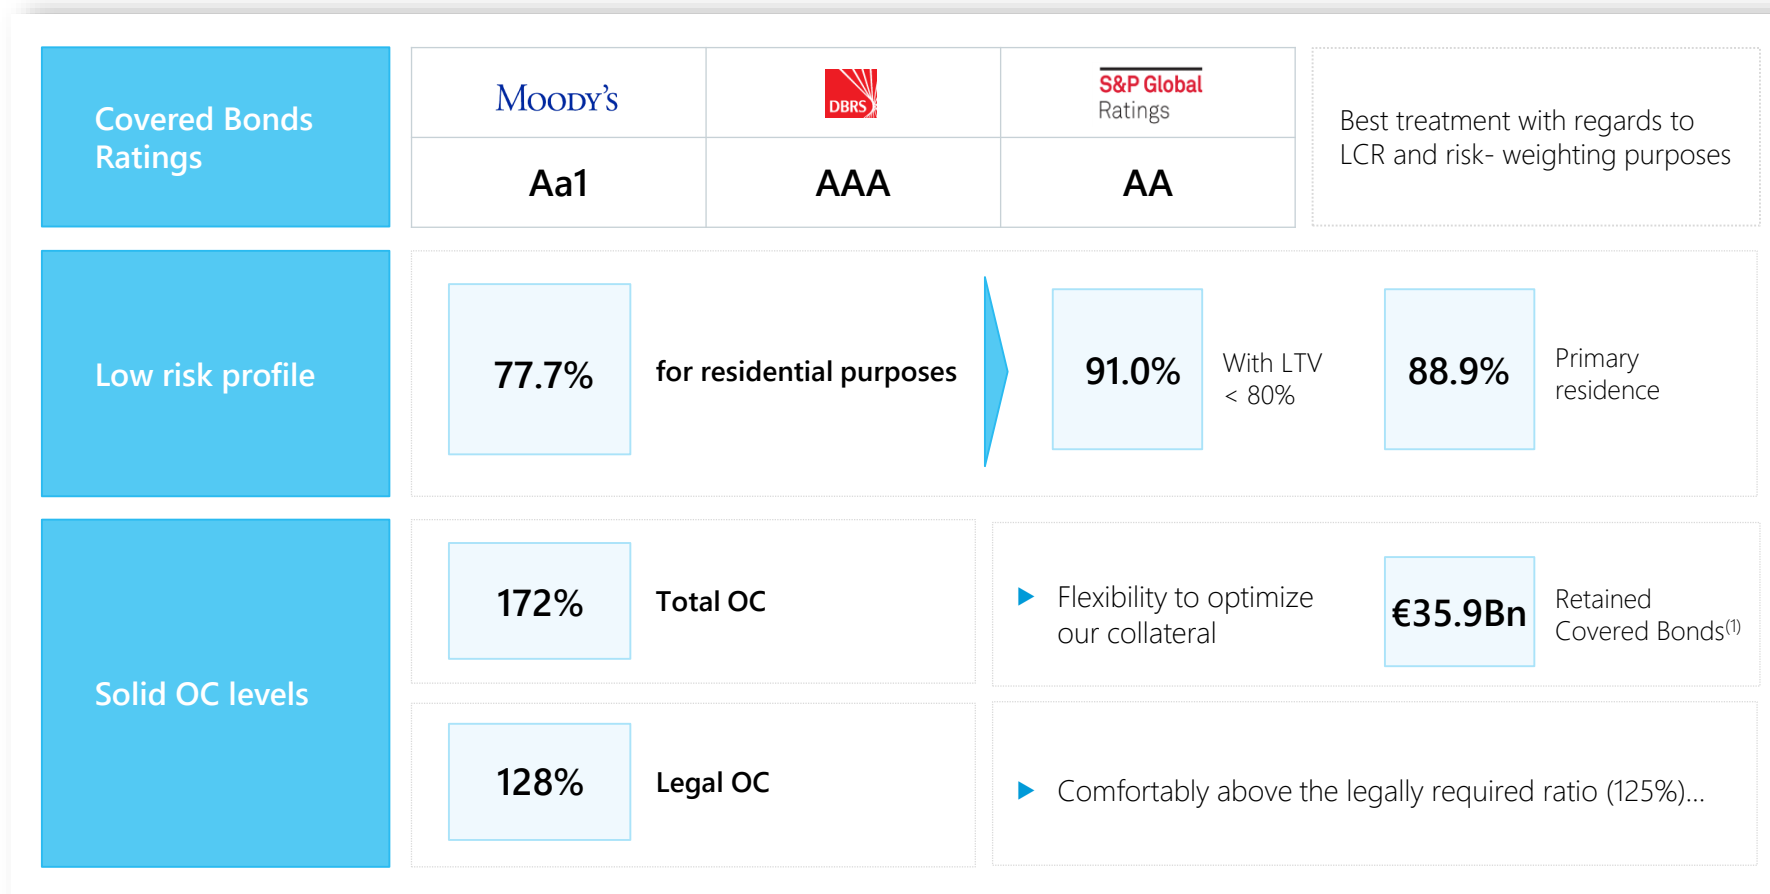 Covered Bonds
Ratings
MOODY'S
DBRS
S&P Global
Ratings
Aa1
AAA
AA
Best treatment with regards to
LCR and risk- weighting purposes
Low risk profile
77.7%
for residential purposes
91.0%
With LTV
< 80%
88.9%
Primary
residence
Solid OC levels
172%
Total OC
Flexibility to optimize
our collateral
€35.9Bn
Retained
Covered Bonds(1)
128%
Legal OC
Comfortably above the legally required ratio (125%)...